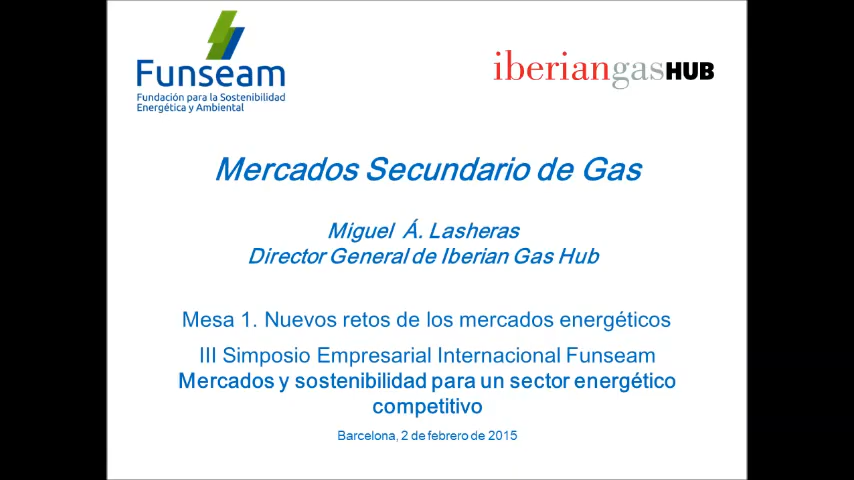 Funseam
Fundación para la Sostenibilidad
Energética y Ambiental
iberiangasHUB
Mercados Secundario de Gas
Miguel Á. Lasheras
Director General de Iberian Gas Hub
Mesa 1. Nuevos retos de los mercados energéticos
III Simposio Empresarial Internacional Funseam
Mercados y sostenibilidad para un sector energético
competitivo
Barcelona, 2 de febrero de 2015